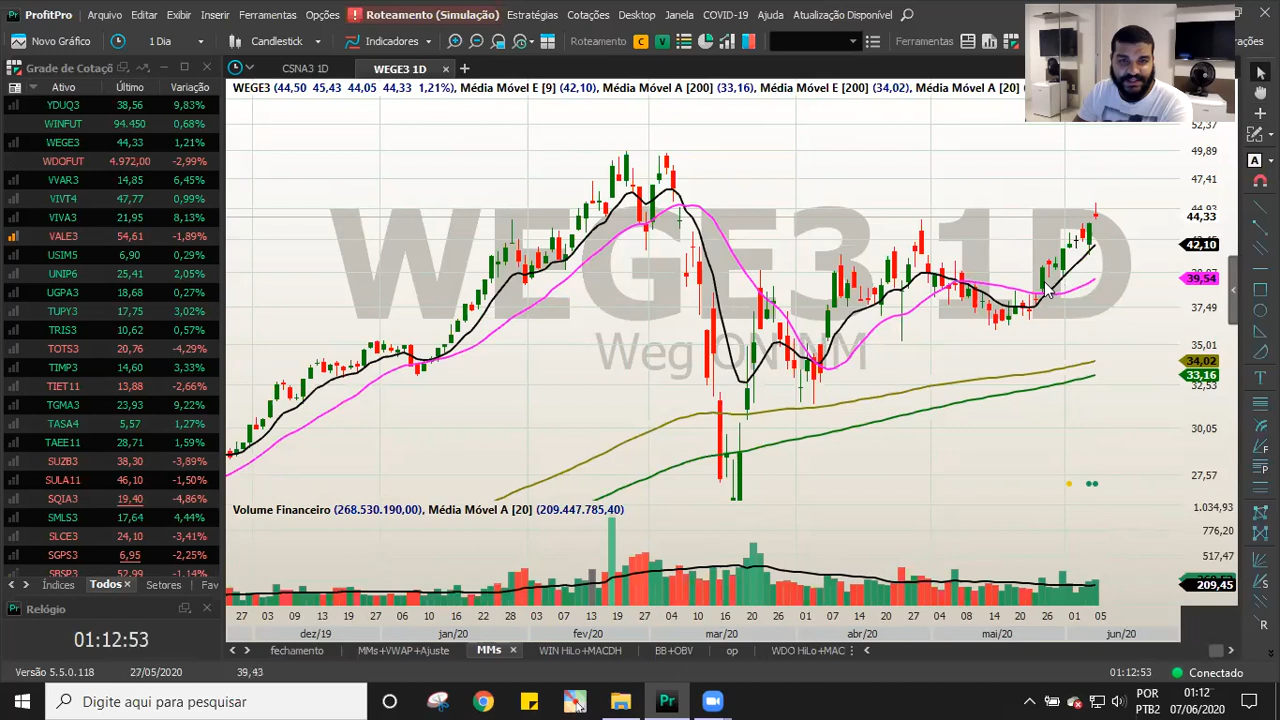 ProfitPro Arquivo Editar Exibir Inserir Ferramentas Opções Roteamento (Simulação) Estratégias Cotações Desktop Janela COVID-19 Ajuda Atualização Disponível
Novo Gráfico 1 Dia Candlestick Indicadores Roteamento C V Ferramentas
Grade de Cotaçõ CSNA3 1D WEGE3 1D
Ativo Último Variação
WEGE3 (44,50 45,43 44,05 44,33 1,21%), Média Móvel E [9] (42,10), Média Móvel A [200] (33,16), Média Móvel E [200] (34,02), Média Móvel A [20] (
YDUQ3 38,56 9,83%
WINFUT 94.450 0,68%
WEGE3 44,33 1,21%
WDOFUT 4.972,00 -2,99%
VVAR3 14,85 6,45%
VIVT4 47,77 0,99%
VIVA3 21,95 8,13%
VALE3 54,61 -1,89%
USIM5 6,90 0,29%
UNIP6 25,41 2,05%
UGPA3 18,68 0,27%
TUPY3 17,75 3,02%
TRIS3 10,62 0,57%
TOTS3 20,76 -4,29%
TIMP3 14,60 3,33%
TIET11 13,88 -2,66%
TGMA3 23,93 9,22%
TASA4 5,57 1,27%
TAEE11 28,71 1,59%
SUZB3 38,30 -3,89%
SULA11 46,10 -1,50%
SQIA3 19,40 -4,86%
SMLS3 17,64 4,44%
SLCE3 24,10 -3,41%
SGPS3 6,95 -2,25%
SBSP3 52,99 -1,14%
Índices Todos Setores Fav
Relógio
01:12:53
WEGE3 1D
Weg ON NM
52,37
49,89
47,41
44,93
44,33
42,10
39,54
37,49
35,01
34,02
33,16
32,53
30,05
27,57
Volume Financeiro (268.530.190,00), Média Móvel A [20] (209.447.785,40)
1.034,93
776,20
517,47
209,45
27 03 09 13 19 27 03 09 15 21 27 03 07 13 19 27 04 10 16 20 26 01 07 14 20 28 04 08 14 20 26 01 05
dez/19 jan/20 fev/20 mar/20 abr/20 mai/20 jun/20
fechamento MMs+VWAP+Ajuste MMs WIN HiLo+MACDH BB+OBV op WDO HiLo+MAC
Versão 5.5.0.118 27/05/2020 39,43 01:12:53 Conectado
Digite aqui para pesquisar
POR
PTB2
01:12
07/06/2020